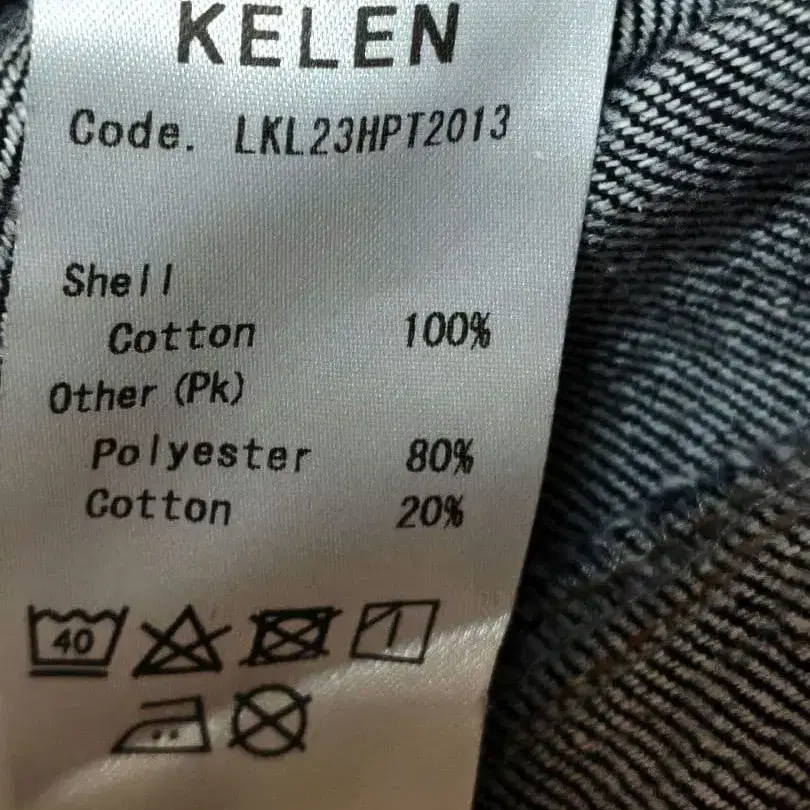 KELEN
Code. LKL23HPT2013
Shell
Cotton 100%
Other (Pk)
Polyester 80%
Cotton 20%
40